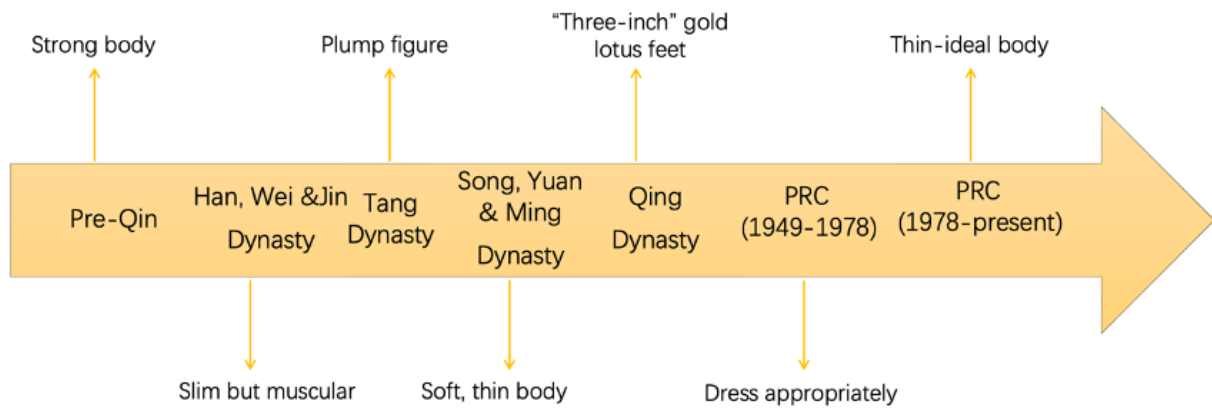 Strong body
Plump figure
“Three-inch” gold
lotus feet
Thin-ideal body
Pre-Qin
Han, Wei &Jin
Dynasty
Tang
Dynasty
Song, Yuan
& Ming
Dynasty
Qing
Dynasty
PRC
(1949-1978)
PRC
(1978-present)
Slim but muscular
Soft, thin body
Dress appropriately